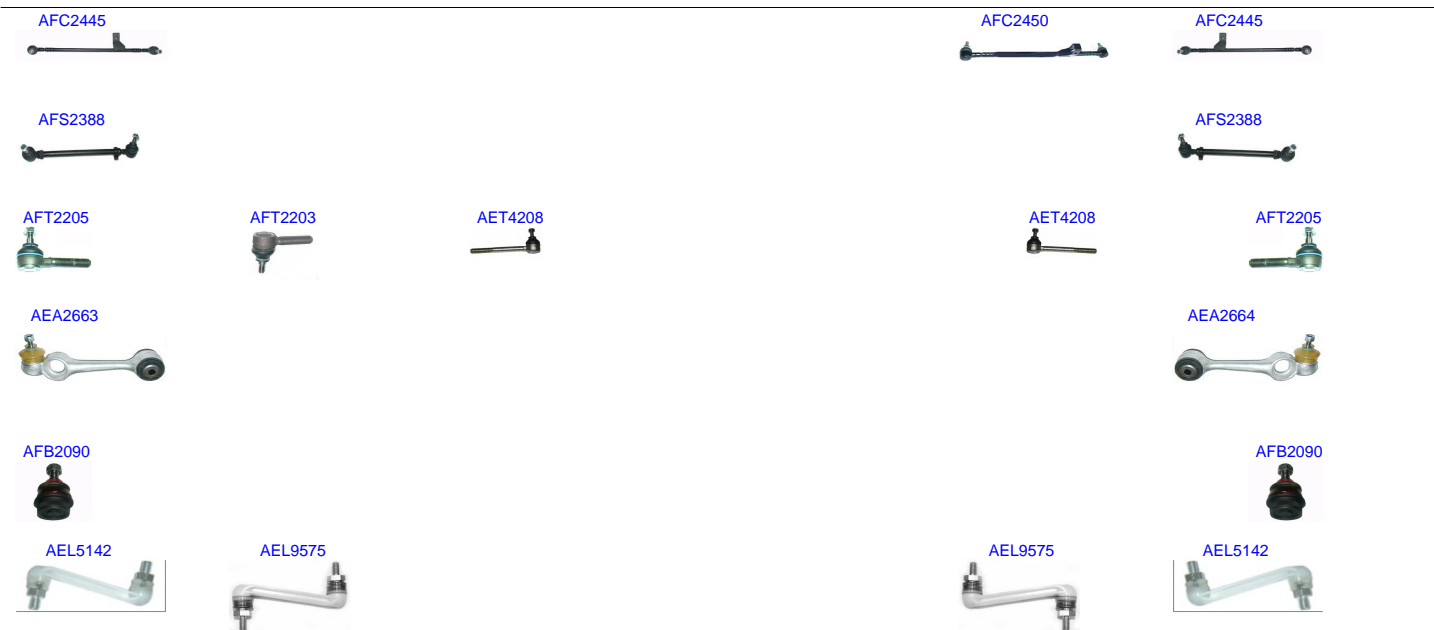 AFC2445 AFC2450 AFC2445
AFS2388 AFS2388
AFT2205 AFT2203 AET4208 AET4208 AFT2205
AEA2663 AEA2664
AFB2090 AFB2090
AEL5142 AEL9575 AEL9575 AEL5142